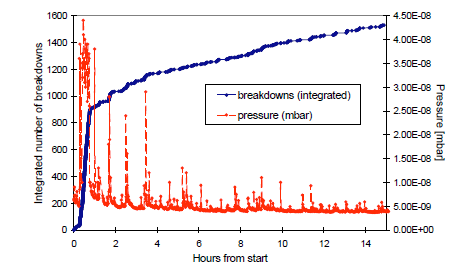 1600
1400
1200
1000
800
600
400
200
0
Integrated number of breakdowns
4.50E-08
4.00E-08
3.50E-08
3.00E-08
2.50E-08
2.00E-08
1.50E-08
1.00E-08
5.00E-09
0.00E+00
Pressure [mbar]
breakdowns (integrated)
pressure (mbar)
0 2 4 6 8 10 12 14
Hours from start